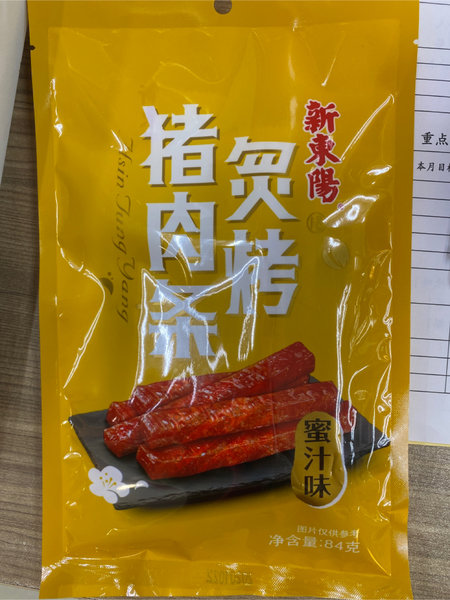 新東陽
炙烤
猪肉条
Hsin Tung Yang
蜜汁味
图片仅供参考
净含量:84克
重点
本月目标